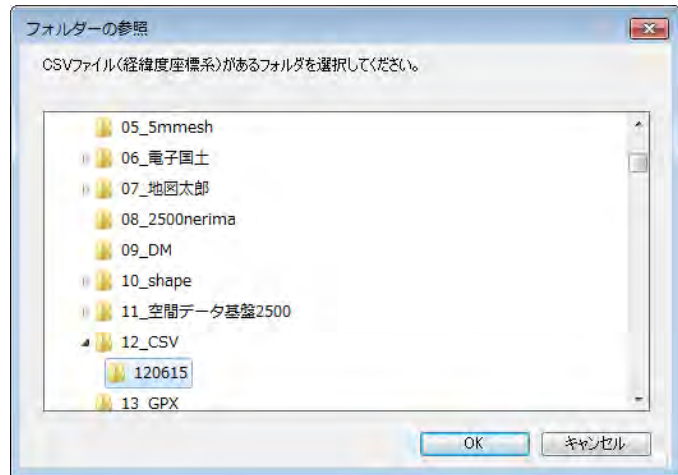 フォルダーの参照
CSVファイル(経緯度座標系)があるフォルダを選択してください。
05_5mmesh
06_電子国土
07_地図太郎
08_2500nerima
09_DM
10_shape
11_空間データ基盤2500
12_CSV
120615
13_GPX
OK
キャンセル